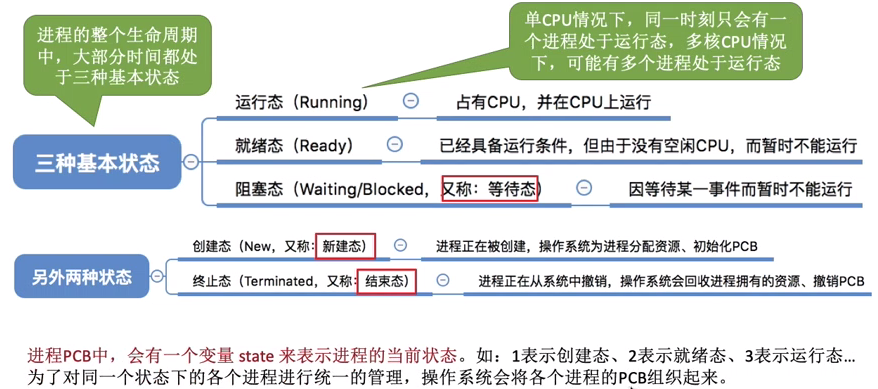 进程的整个生命周期
中，大部分时间都处
于三种基本状态
单CPU情况下，同一时刻只会有一
个进程处于运行态，多核CPU情况
下，可能有多个进程处于运行态
三种基本状态
运行态（Running） 占有CPU，并在CPU上运行
就绪态（Ready） 已经具备运行条件，但由于没有空闲CPU，而暂时不能运行
阻塞态（Waiting/Blocked，又称：等待态） 因等待某一事件而暂时不能运行
另外两种状态
创建态（New，又称：新建态） 进程正在被创建，操作系统为进程分配资源、初始化PCB
终止态（Terminated，又称：结束态） 进程正在从系统中撤销，操作系统会回收进程拥有的资源、撤销PCB
进程PCB中，会有一个变量 state 来表示进程的当前状态。如：1表示创建态、2表示就绪态、3表示运行态...
为了对同一个状态下的各个进程进行统一的管理，操作系统会将各个进程的PCB组织起来。